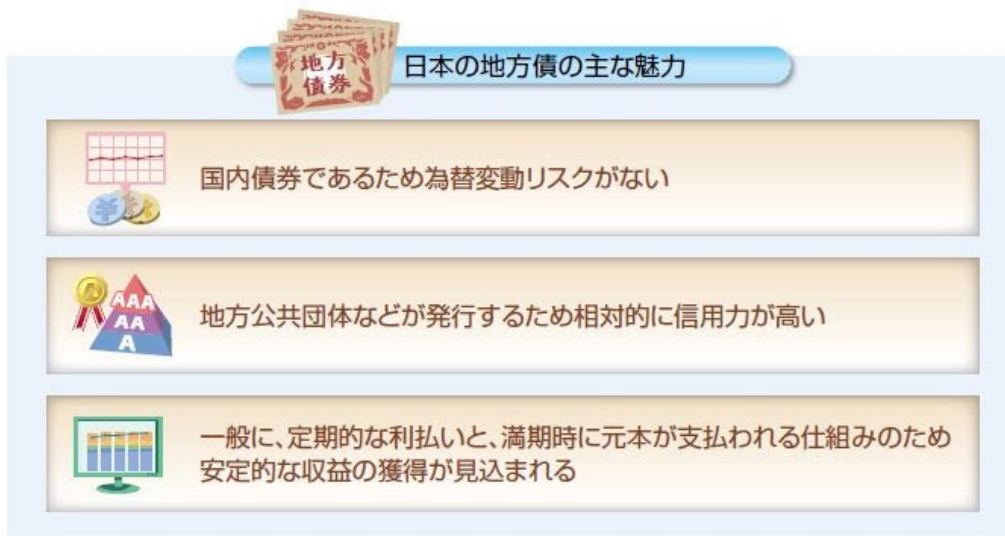 地方
債券
日本の地方債の主な魅力
¥
国内債券であるため為替変動リスクがない
AAA
AA
A
地方公共団体などが発行するため相対的に信用力が高い
一般に、定期的な利払いと、満期時に元本が支払われる仕組みのため
安定的な収益の獲得が見込まれる